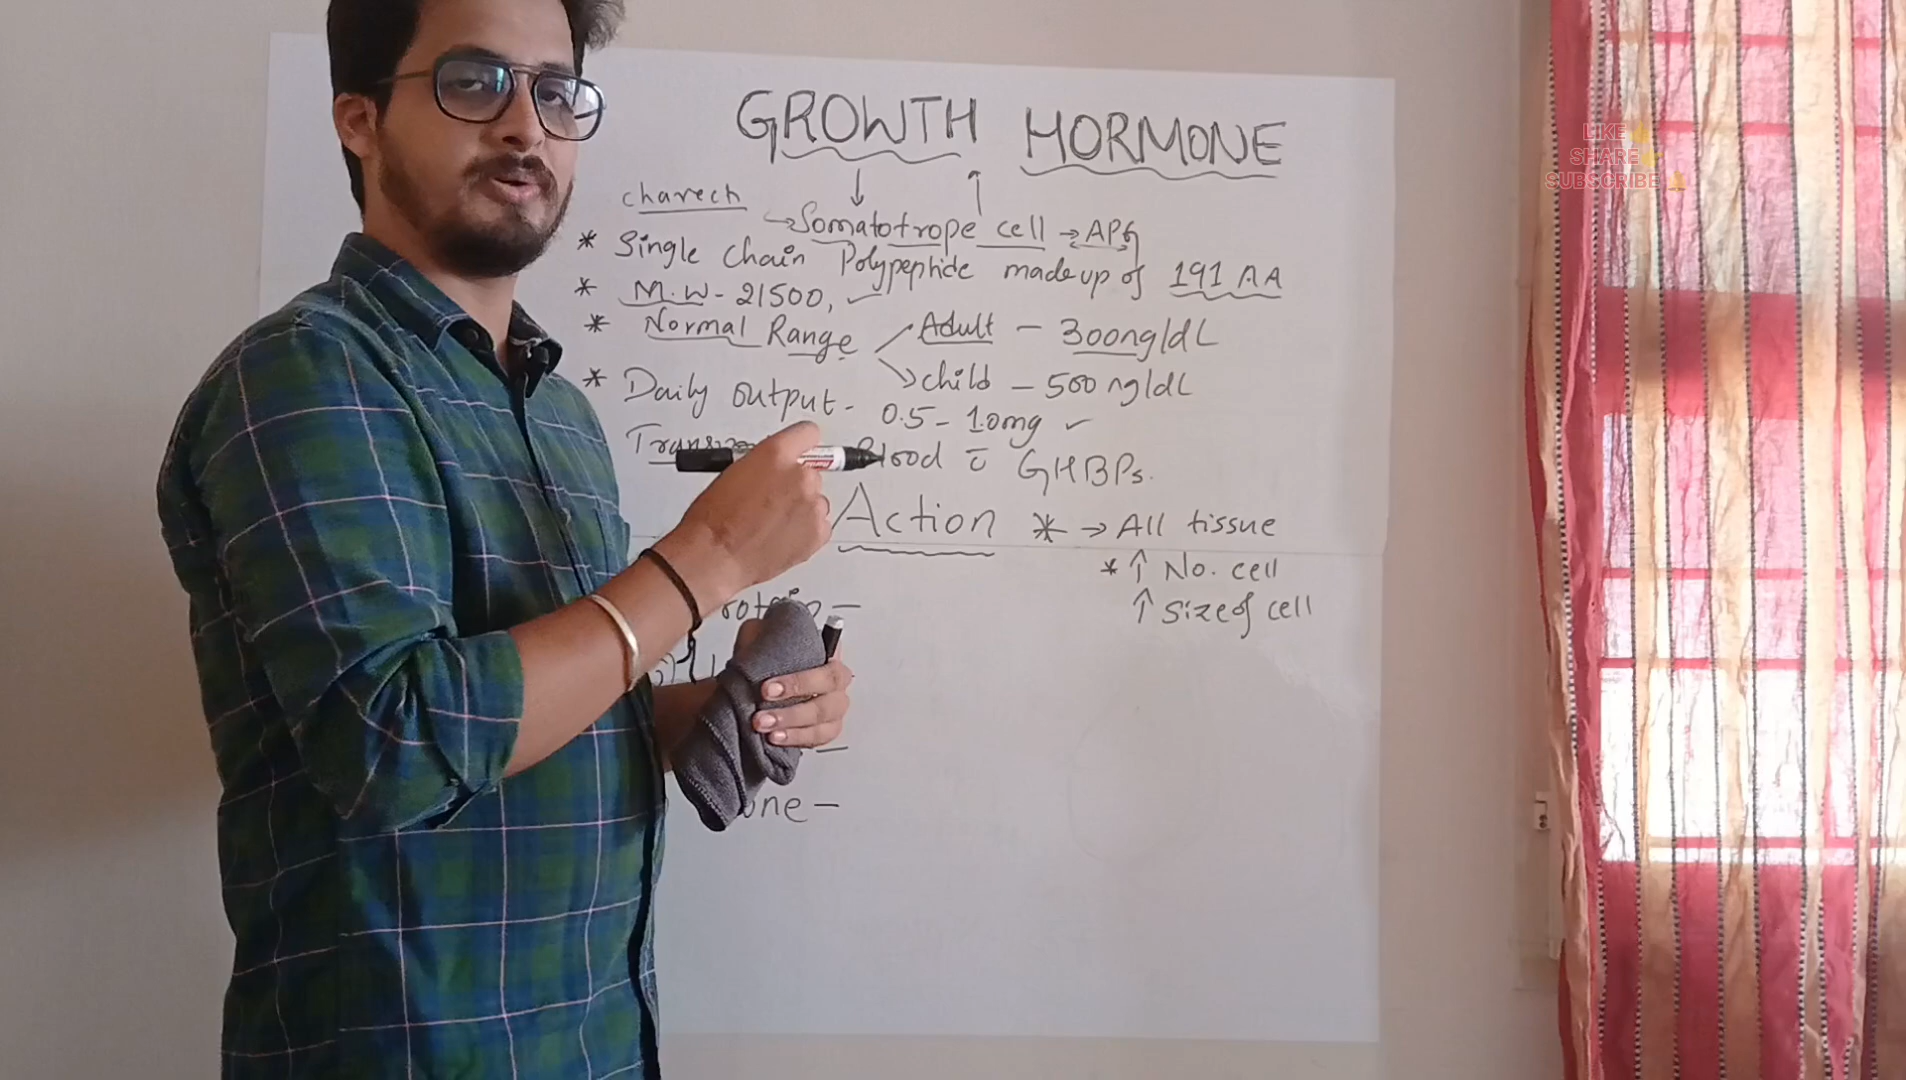 GROWTH HORMONE
charech
→ Somatotrope cell → APG
* Single Chain Polypeptide made up of 191 AA
* M.W - 21500,
* Normal Range Adult - 300ng/dL
child - 500 ng/dL
* Daily output - 0.5 - 1.0mg
blood c̄ GHBPs.
Action * → All tissue
* ↑ No. cell
↑ Size of cell
LIKE
SHARE
SUBSCRIBE